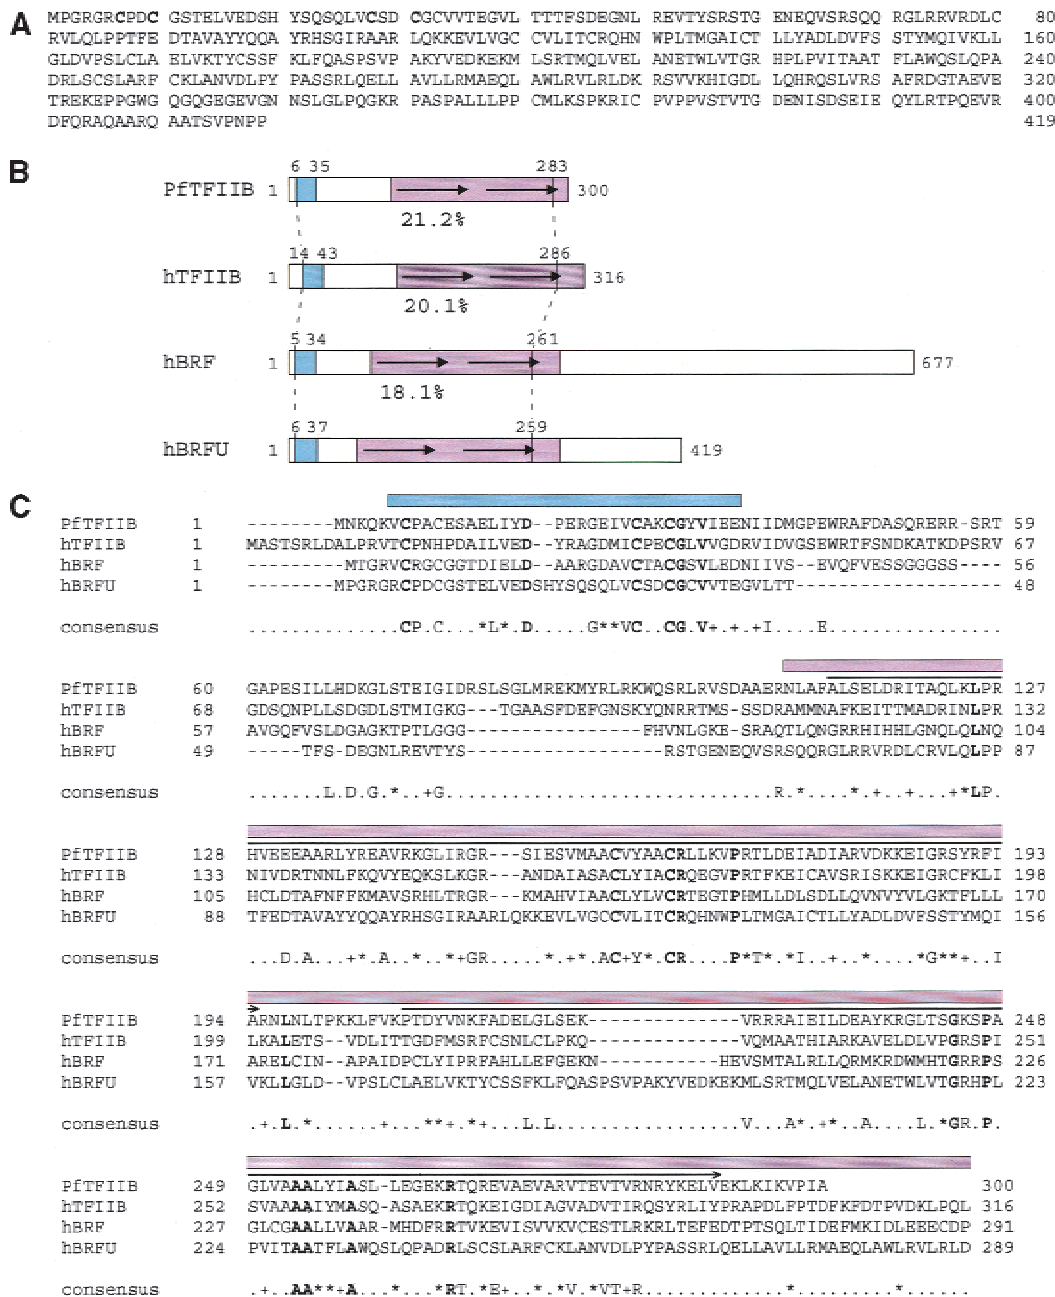 A
MPGRGRCPDC GSTELVEDSH YSQSQLVCSD CGCVVTEGVL TTTFSDEGNL REVTYSRSTG ENEQVSRSQQ RGLRRVRDLC 80
RVLQLPPTFE DTAVAYYQQA YRHSGIRAAR LQKKEVLVGC CVLITCRQHN WPLTMGAICT LLYADLDVFS STYMQIVKLL 160
GLDVPSLCLA ELVKTYCSSF KLFQASPSVP AKYVEDKEKM LSRTMQLVEL ANETWLVTGR HPLPVITAAT FLAWQSLQPA 240
DRLSCSLARF CKLANVDLPY PASSRLQELL AVLLRMAEQL AWLRVLRLDK RSVVKHIGDL LQHRQSLVRS AFRDGTAEVE 320
TREKEPPGWG QGQGEGEVGN NSLGLPQGKR PASPALLLPP CMLKSPKRIC PVPPVSTVTG DENISDSEIE QYLRTPQEVR 400
DFQRAQAARQ AATSVPNPP 419
B
6 35 283
PfTFIIB 1 300
21.2%
14 43 286
hTFIIB 1 316
20.1%
5 34 261
hBRF 1 677
18.1%
6 37 259
hBRFU 1 419
C
PfTFIIB 1 --------MNKQKVCPACESAELIYD--PERGEIVCAKCGYVIEENIIDMGPEWRAFDASQRERR-SRT 59
hTFIIB 1 MASTSRLDALPRVTCPNHPDAILVED--YRAGDMICPECGLVVGDRVIDVGSEWRTFSNDKATKDPSRV 67
hBRF 1 ---------MTGRVCRGCGGTDIELD--AARGDAVCTACGSVLEDNIIVS--EVQFVESSGGGSS---- 56
hBRFU 1 --------MPGRGRCPDCGSTELVEDSHYSQSQLVCSDCGCVVTEGVLTT------------------- 48
consensus ..............CP.C...*L*.D.....G**VC..CG.V+.+.+I....E................
PfTFIIB 60 GAPESILLHDKGLSTEIGIDRSLSGLMREKMYRLRKWQSRLRVSDAAERNLAFALSELDRITAQLKLPR 127
hTFIIB 68 GDSQNPLLSDGDLSTMIGKG---TGAASFDEFGNSKYQNRRTMS-SSDRAMMNAFKEITTMADRINLPR 132
hBRF 57 AVGQFVSLDGAGKTPTLGGG----------------FHVNLGKE-SRAQTLQNGRRHIHHLGNQLQLNQ 104
hBRFU 49 -----TFS-DEGNLREVTYS------------------RSTGENEQVSRSQQRGLRRVRDLCRVLQLPP 87
consensus .......L.D.G.*..+G..............................R.*....*.+..+...+*LP.
PfTFIIB 128 HVEEEAARLYREAVRKGLIRGR---SIESVMAACVYAACRLLKVPRTLDEIADIARVDKKEIGRSYRFI 193
hTFIIB 133 NIVDRTNNLFKQVYEQKSLKGR---ANDAIASACLYIACRQEGVPRTFKEICAVSRISKKEIGRCFKLI 198
hBRF 105 HCLDTAFNFFKMAVSRHLTRGR---KMAHVIAACLYLVCRTEGTPHMLLDLSDLLQVNVYVLGKTFLLL 170
hBRFU 88 TFEDTAVAYYQQAYRHSGIRAARLQKKEVLVGCCVLITCRQHNWPLTMGAICTLLYADLDVFSSTYMQI 156
consensus ...D.A...+*.A..*.*+GR.....*.+*.AC+Y*.CR....P*T*.*I..+....*....*G**+..I
PfTFIIB 194 ARNLNLTPKKLFVKPTDYVNKFADELGLSEK--------------VRRRAIEILDEAYKRGLTSGKSPA 248
hTFIIB 199 LKALETS--VDLITTGDFMSRFCSNLCLPKQ--------------VQMAATHIARKAVELDLVPGRSPI 251
hBRF 171 ARELCIN--APAIDPCLYIPRFAHLLEFGEKN------------HEVSMTALRLLQRMKRDWMHTGRRPS 226
hBRFU 157 VKLLGLD--VPSLCLAELVKTYCSSFKLFQASPSVPAKYVEDKEKMLSRTMQLVELANETWLVTGRHPL 223
consensus .+.L.*......+...**+.*+...L.L.................V...A*.+*..A....L.*GR.P.
PfTFIIB 249 GLVAAALYIASL-LEGEKRTQREVAEVARVTEVTVRNRYKELVEKLKIKVPIA 300
hTFIIB 252 SVAAAAIYMASQ-ASAEKRTQKEIGDIAGVADVTIRQSYRLIYPRAPDLFPTDFKFDTPVDKLPQL 316
hBRF 227 GLCGAALLVAAR-MHDFRRTVKEVISVVKVCESTLRKRLTEFEDTPTSQLTIDEFMKIDLEEECDP 291
hBRFU 224 PVITAATFLAWQSLQPADRLSCSLARFCKLANVDLPYPASSRLQELLAVLLRMAEQLAWLRVLRLD 289
consensus .+..AA**+A...*....*RT.*E+..*.*V.*VT+R.............*.........*......